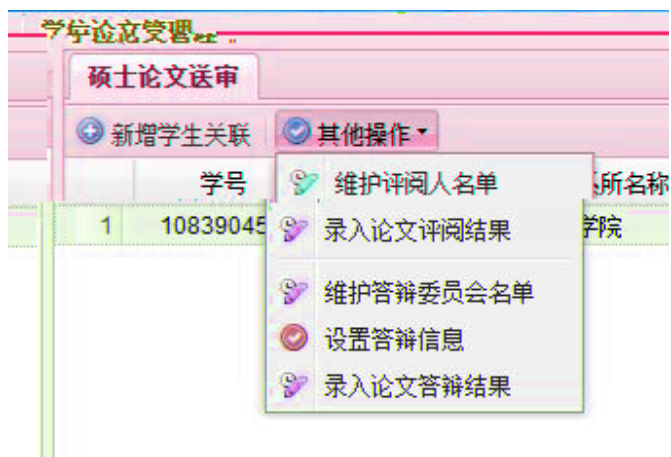 学位论文管理
硕士论文送审
新增学生关联 其他操作
学号 所名称
1 10839045 学院
维护评阅人名单
录入论文评阅结果
维护答辩委员会名单
设置答辩信息
录入论文答辩结果